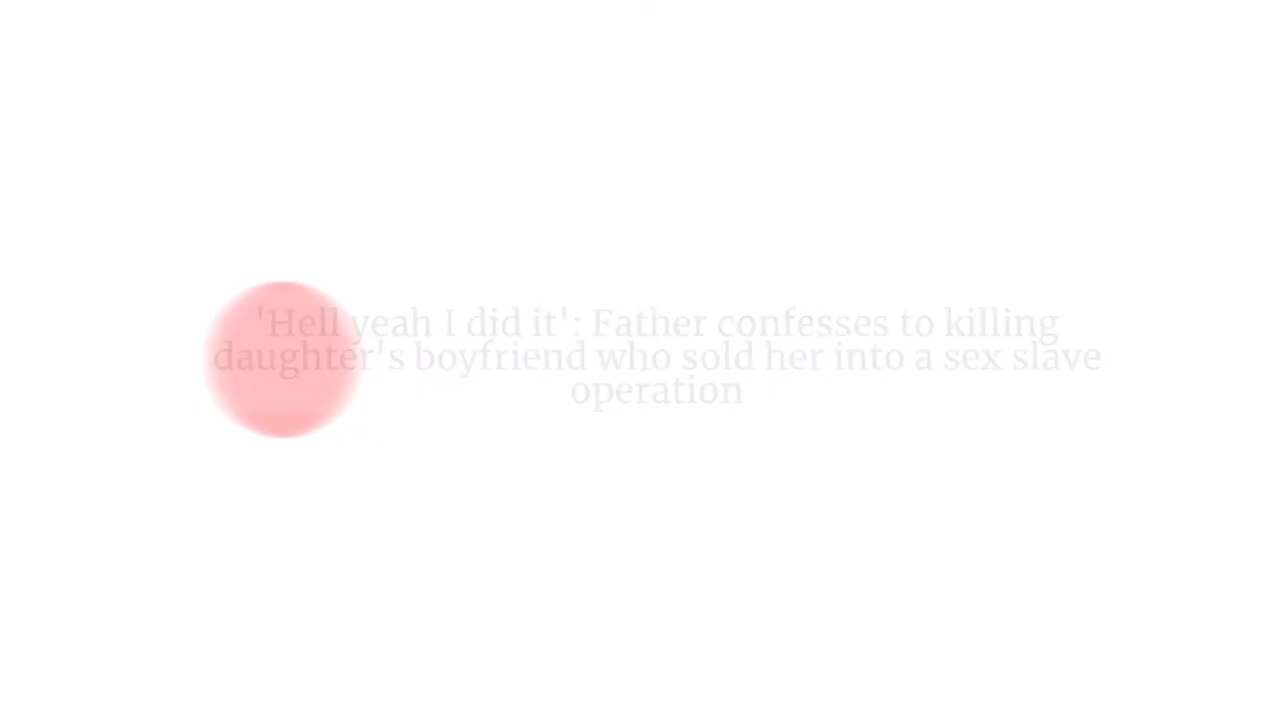 'Hell yeah I did it': Father confesses to killing
daughter's boyfriend who sold her into a sex slave
operation